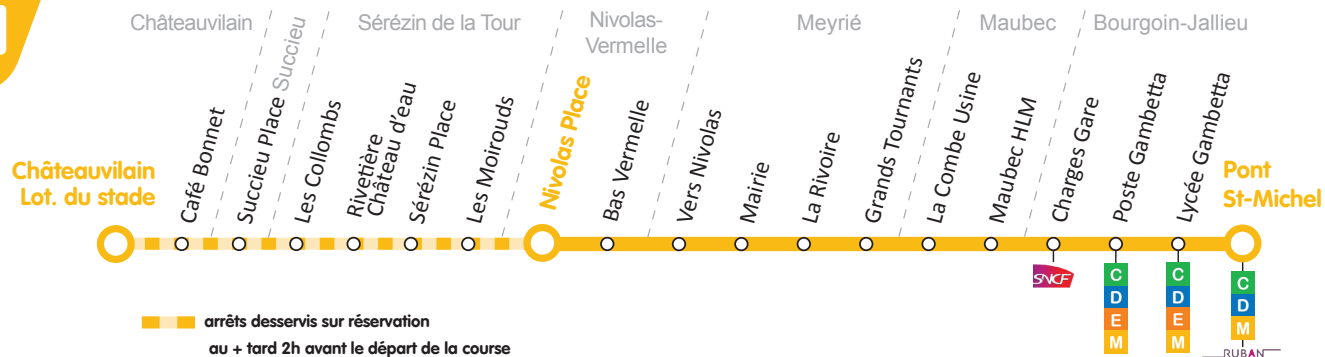 Châteauvilain
Succieu
Sérézin de la Tour
Nivolas-
Vermelle
Meyrié
Maubec
Bourgoin-Jallieu
Châteauvilain
Lot. du stade
Café Bonnet
Succieu Place
Les Collombs
Rivetière
Château d'eau
Sérézin Place
Les Moirouds
Nivolas Place
Bas Vermelle
Vers Nivolas
Mairie
La Rivoire
Grands Tournants
La Combe Usine
Maubec HLM
Charges Gare
Poste Gambetta
Lycée Gambetta
Pont
St-Michel
SNCF
C
D
E
M
C
D
E
M
C
D
M
RUBAN
arrêts desservis sur réservation
au + tard 2h avant le départ de la course